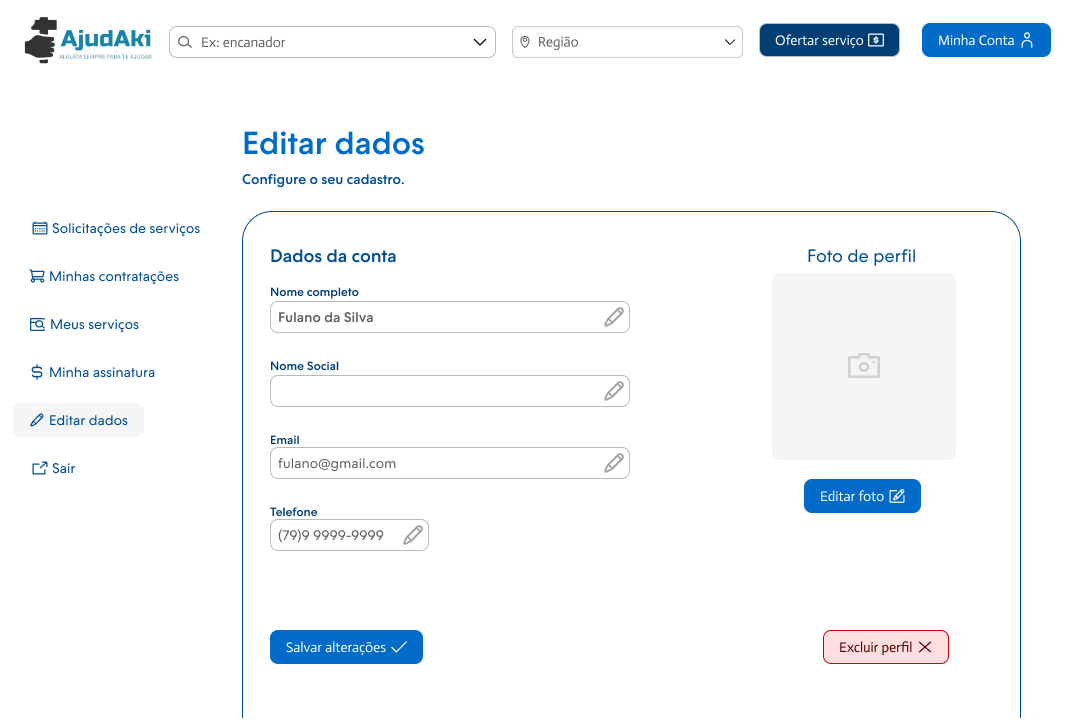 AjudAki
ALGUÉM SEMPRE PARA TE AJUDAR
Ex: encanador
Região
Ofertar serviço
Minha Conta
Editar dados
Configure o seu cadastro.
Solicitações de serviços
Minhas contratações
Meus serviços
Minha assinatura
Editar dados
Sair
Dados da conta
Nome completo
Fulano da Silva
Nome Social
Email
fulano@gmail.com
Telefone
(79)9 9999-9999
Foto de perfil
Editar foto
Salvar alterações
Excluir perfil